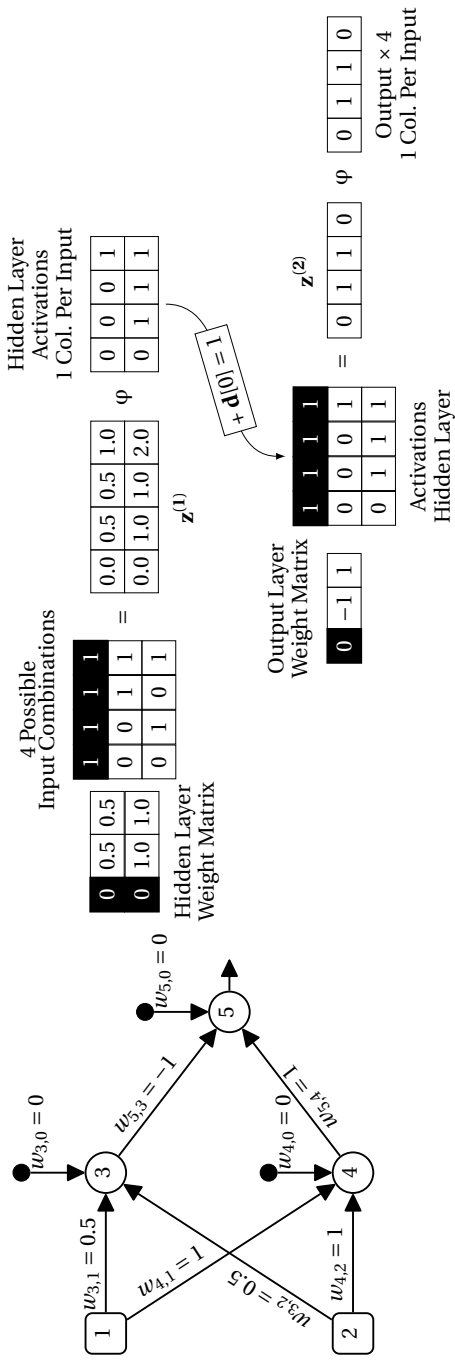 w3,0 = 0
w3,1 = 0.5
1
3
w5,3 = −1
w4,1 = 1
w5,0 = 0
5
w3,2 = 0.5
w4,0 = 0
w5,4 = 1
w4,2 = 1
2
4
0 0.5 0.5
0 1.0 1.0
Hidden Layer
Weight Matrix
4 Possible
Input Combinations
1 1 1 1
0 0 1 1
0 1 0 1
=
0.0 0.5 0.5 1.0
0.0 1.0 1.0 2.0
z(1)
φ
Hidden Layer
Activations
1 Col. Per Input
0 0 0 1
0 1 1 1
+ d[0] = 1
Output Layer
Weight Matrix
0 −1 1
1 1 1 1
0 0 0 1
0 1 1 1
Activations
Hidden Layer
=
z(2)
0 1 1 0
φ
0 1 1 0
Output × 4
1 Col. Per Input